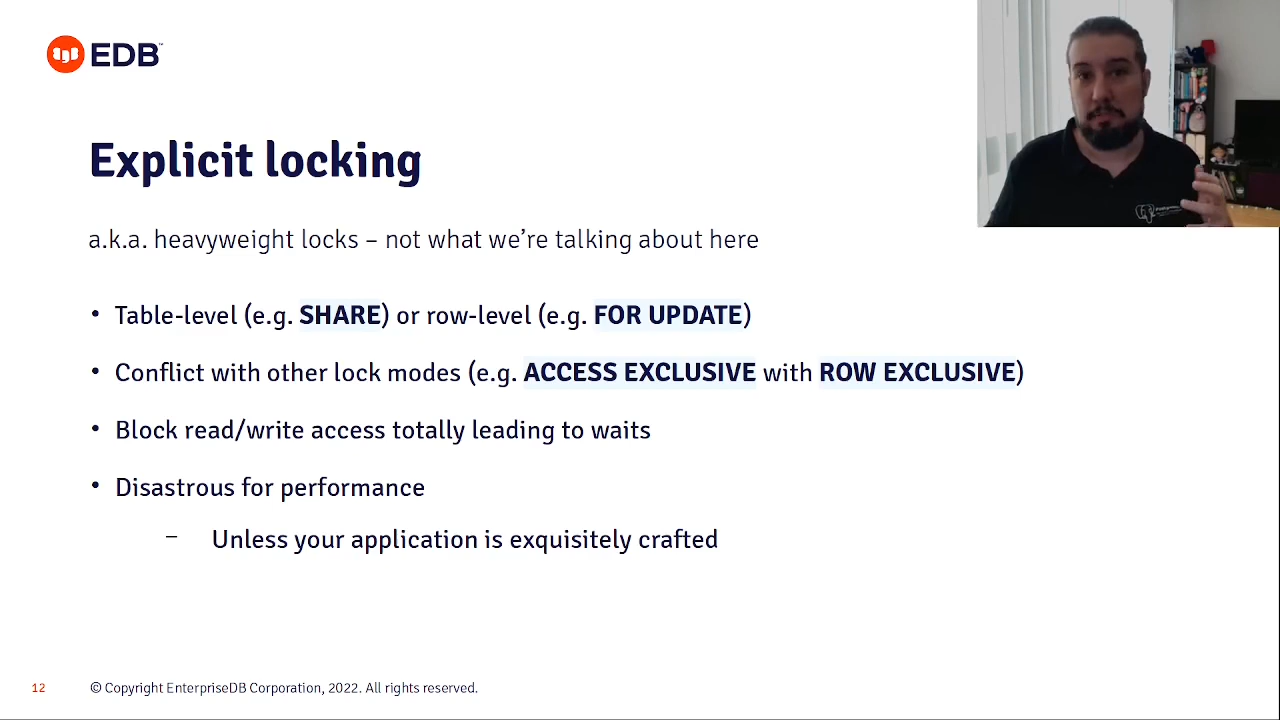 EDB™
Explicit locking
a.k.a. heavyweight locks – not what we’re talking about here
• Table-level (e.g. SHARE) or row-level (e.g. FOR UPDATE)
• Conflict with other lock modes (e.g. ACCESS EXCLUSIVE with ROW EXCLUSIVE)
• Block read/write access totally leading to waits
• Disastrous for performance
– Unless your application is exquisitely crafted
12
© Copyright EnterpriseDB Corporation, 2022. All rights reserved.